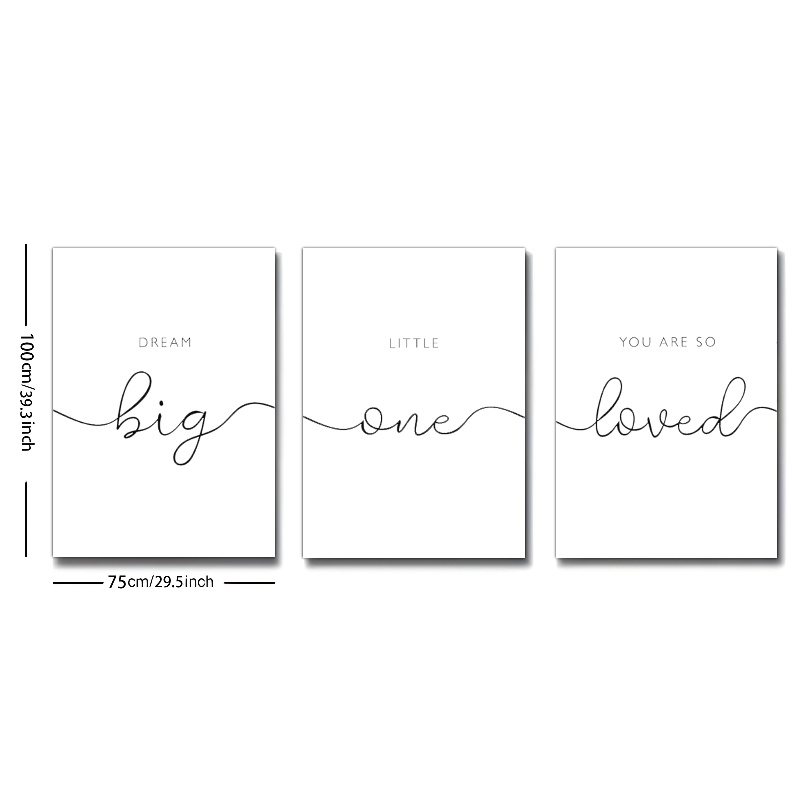 DREAM
big
LITTLE
one
YOU ARE SO
loved
100cm/39.3inch
75cm/29.5inch